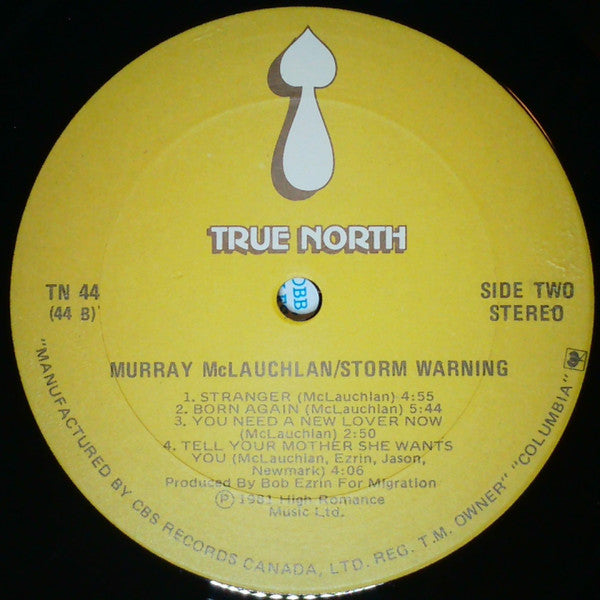 TRUE NORTH
TN 44
(44 B)
SIDE TWO
STEREO
MURRAY McLAUCHLAN/STORM WARNING
1. STRANGER (McLauchlan) 4:55
2. BORN AGAIN (McLauchlan) 5:44
3. YOU NEED A NEW LOVER NOW
(McLauchlan) 2:50
4. TELL YOUR MOTHER SHE WANTS
YOU (McLauchlan, Ezrin, Jason,
Newmark) 4:06
Produced By Bob Ezrin For Migration
Ⓟ 1981 High Romance
Music Ltd.
"MANUFACTURED BY CBS RECORDS CANADA, LTD. REG. T.M. OWNER" "COLUMBIA"